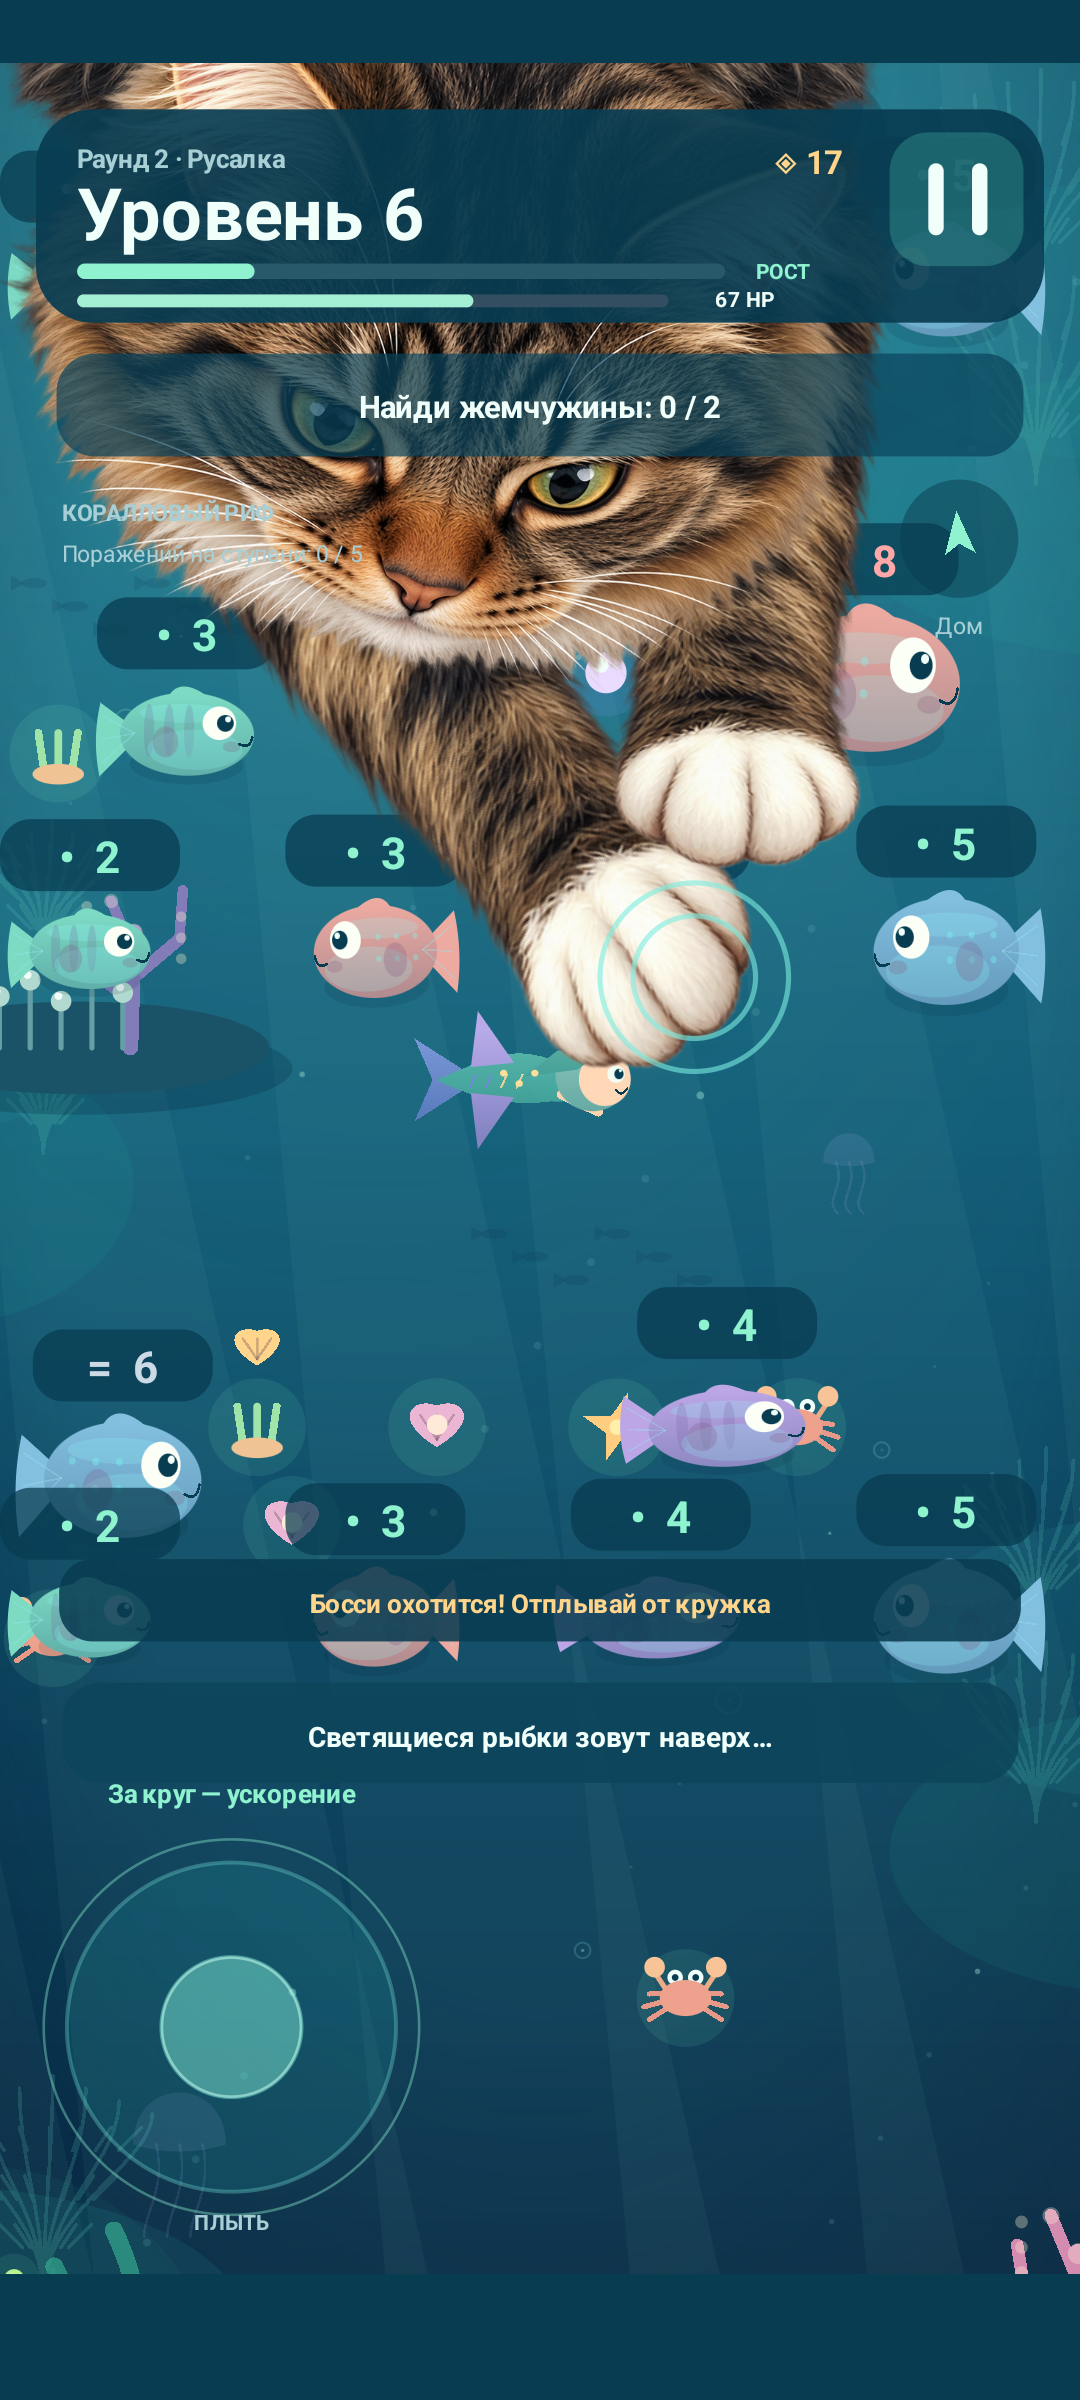 Раунд 2 · Русалка
17
Уровень 6
РОСТ
67 HP
Найди жемчужины: 0 / 2
КОРАЛЛОВЫЙ РИФ
Поражений на ступени: 0 / 5
8
Дом
• 3
• 2
• 3
• 5
• 4
= 6
• 2
• 3
• 4
• 5
Босси охотится! Отплывай от кружка
Светящиеся рыбки зовут наверх...
За круг — ускорение
ПЛЫТЬ